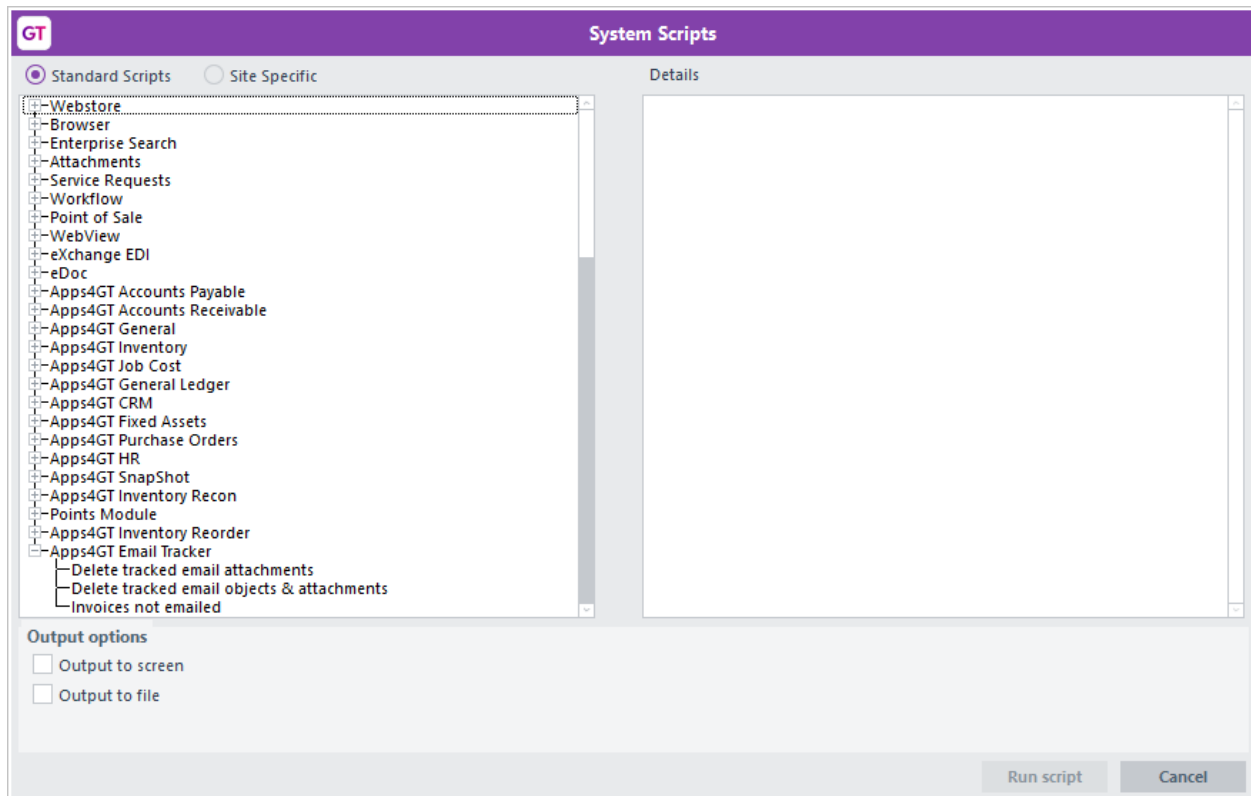 GT
System Scripts
Standard Scripts
Site Specific
Details
Webstore
Browser
Enterprise Search
Attachments
Service Requests
Workflow
Point of Sale
WebView
eXchange EDI
eDoc
Apps4GT Accounts Payable
Apps4GT Accounts Receivable
Apps4GT General
Apps4GT Inventory
Apps4GT Job Cost
Apps4GT General Ledger
Apps4GT CRM
Apps4GT Fixed Assets
Apps4GT Purchase Orders
Apps4GT HR
Apps4GT SnapShot
Apps4GT Inventory Recon
Points Module
Apps4GT Inventory Reorder
Apps4GT Email Tracker
Delete tracked email attachments
Delete tracked email objects & attachments
Invoices not emailed
Output options
Output to screen
Output to file
Run script
Cancel